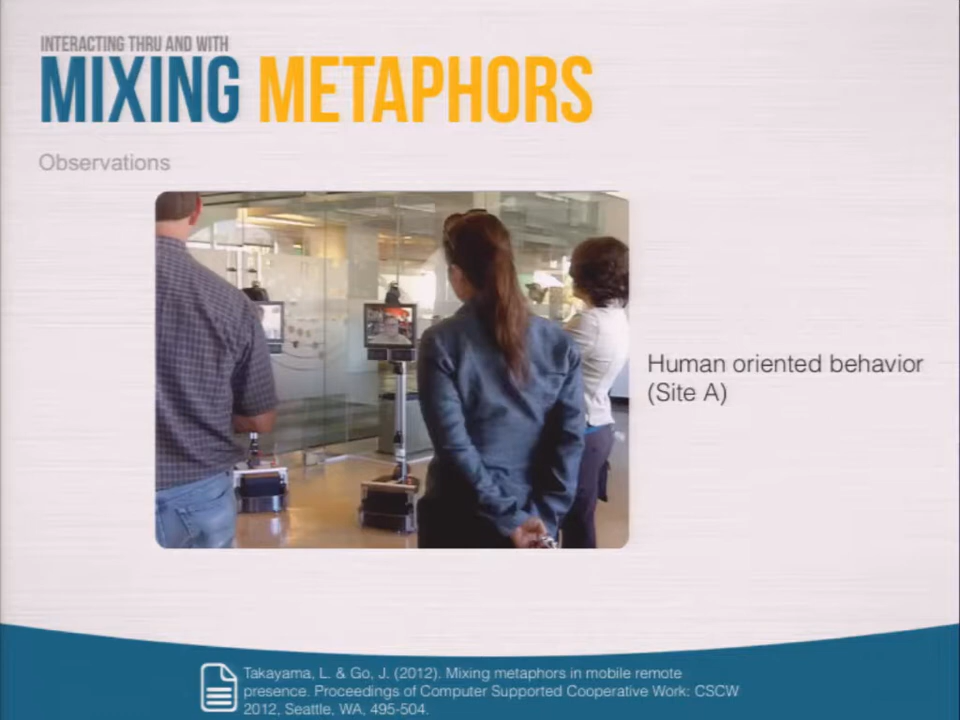 INTERACTING THRU AND WITH
MIXING METAPHORS
Observations
Human oriented behavior
(Site A)
Takayama, L. & Go, J. (2012). Mixing metaphors in mobile remote
presence. Proceedings of Computer Supported Cooperative Work: CSCW
2012, Seattle, WA, 495-504.